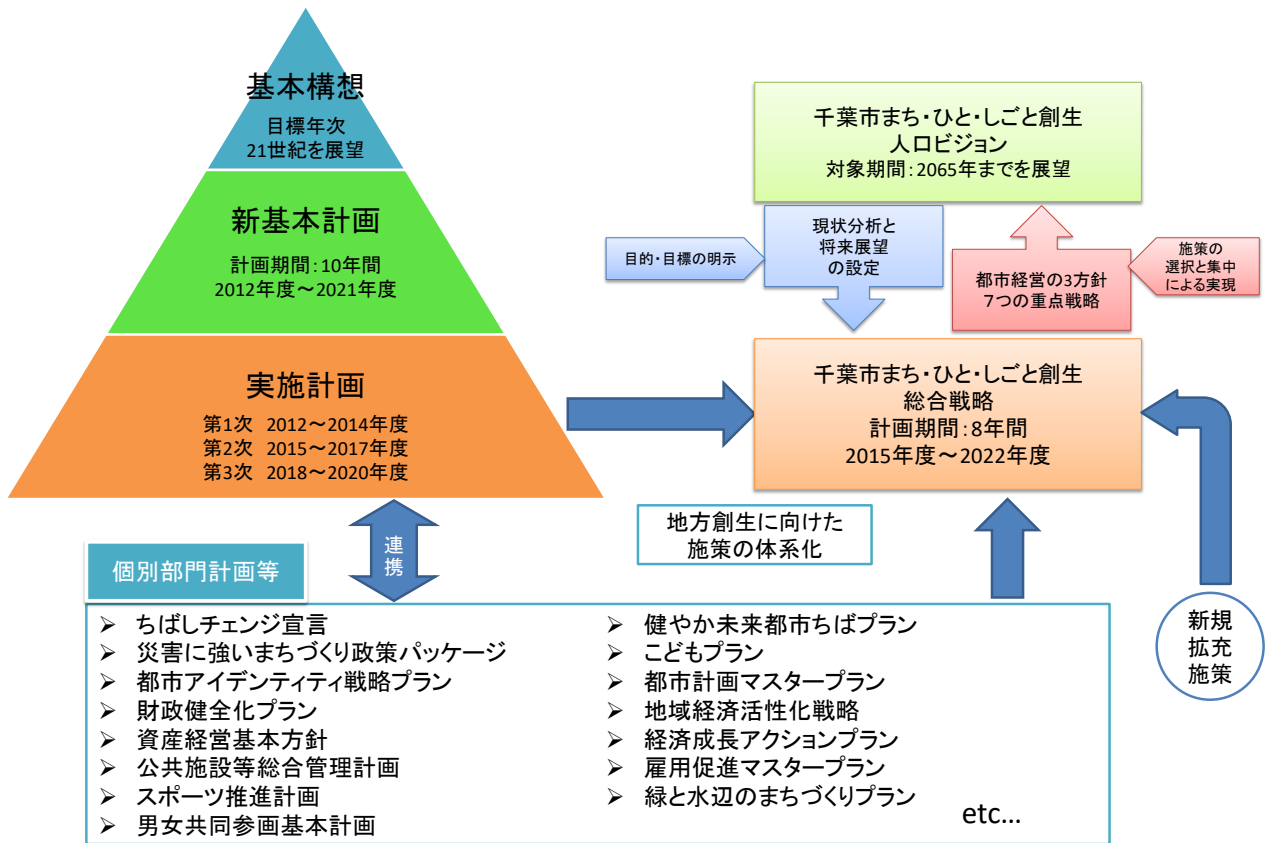 基本構想
目標年次
21世紀を展望
新基本計画
計画期間：10年間
2012年度～2021年度
実施計画
第1次 2012～2014年度
第2次 2015～2017年度
第3次 2018～2020年度
千葉市まち・ひと・しごと創生
人口ビジョン
対象期間：2065年までを展望
目的・目標の明示
現状分析と
将来展望
の設定
都市経営の3方針
７つの重点戦略
施策の
選択と集中
による実現
千葉市まち・ひと・しごと創生
総合戦略
計画期間：8年間
2015年度～2022年度
地方創生に向けた
施策の体系化
連携
個別部門計画等
➢ ちばしチェンジ宣言
➢ 災害に強いまちづくり政策パッケージ
➢ 都市アイデンティティ戦略プラン
➢ 財政健全化プラン
➢ 資産経営基本方針
➢ 公共施設等総合管理計画
➢ スポーツ推進計画
➢ 男女共同参画基本計画
➢ 健やか未来都市ちばプラン
➢ こどもプラン
➢ 都市計画マスタープラン
➢ 地域経済活性化戦略
➢ 経済成長アクションプラン
➢ 雇用促進マスタープラン
➢ 緑と水辺のまちづくりプラン
etc…
新規
拡充
施策